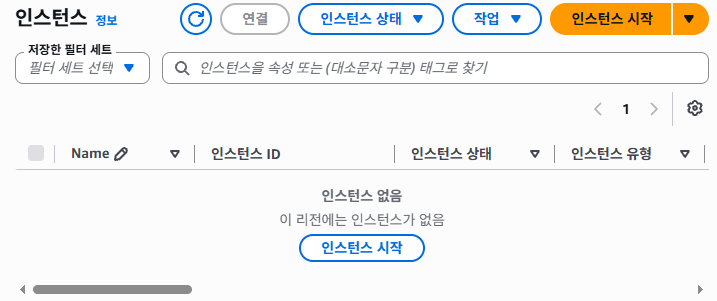 인스턴스 정보 연결 인스턴스 상태 작업 인스턴스 시작
저장한 필터 세트
필터 세트 선택 인스턴스을 속성 또는 (대소문자 구분) 태그로 찾기
1
Name 인스턴스 ID 인스턴스 상태 인스턴스 유형
인스턴스 없음
이 리전에는 인스턴스가 없음
인스턴스 시작